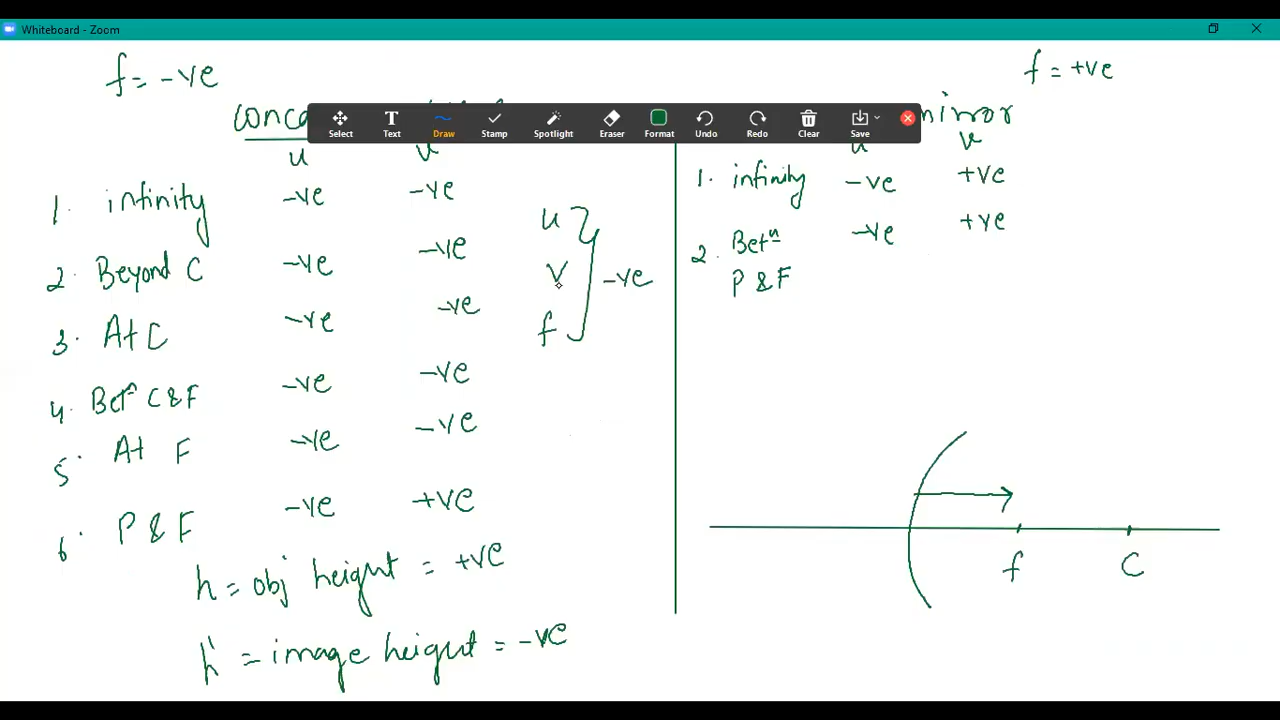 Whiteboard - Zoom
f = -ve
f = +ve
Select Text Draw Stamp Spotlight Eraser Format Undo Redo Clear Save
mirror
u v
1. infinity -ve -ve
2. Beyond C -ve -ve
3. At C -ve -ve
4. Betn C & F -ve -ve
5. At F -ve -ve
6. P & F -ve +ve
u
v -ve
f
h = obj height = +ve
h' = image height = -ve
u v
1. infinity -ve +ve
2. Betn -ve +ve
P & F
f C